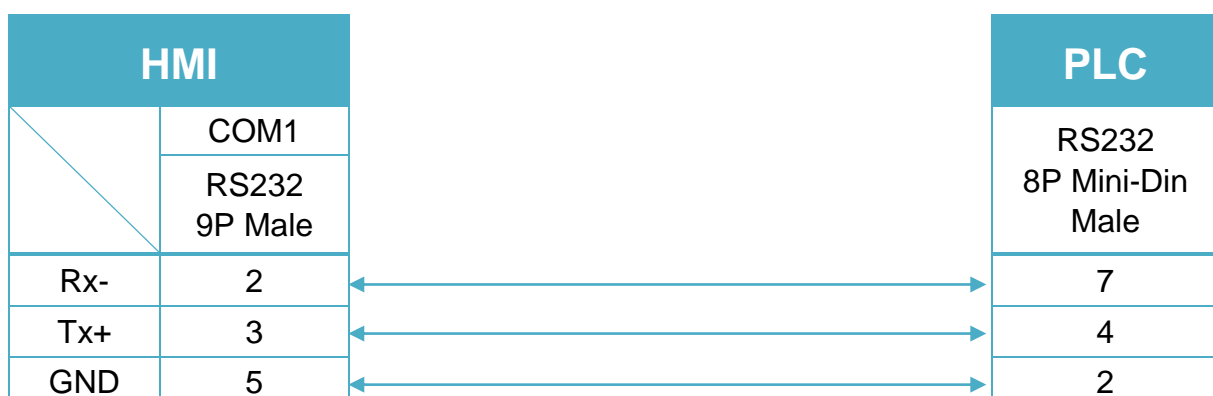 HMI PLC
COM1
RS232
9P Male
RS232
8P Mini-Din
Male
Rx- 2 7
Tx+ 3 4
GND 5 2